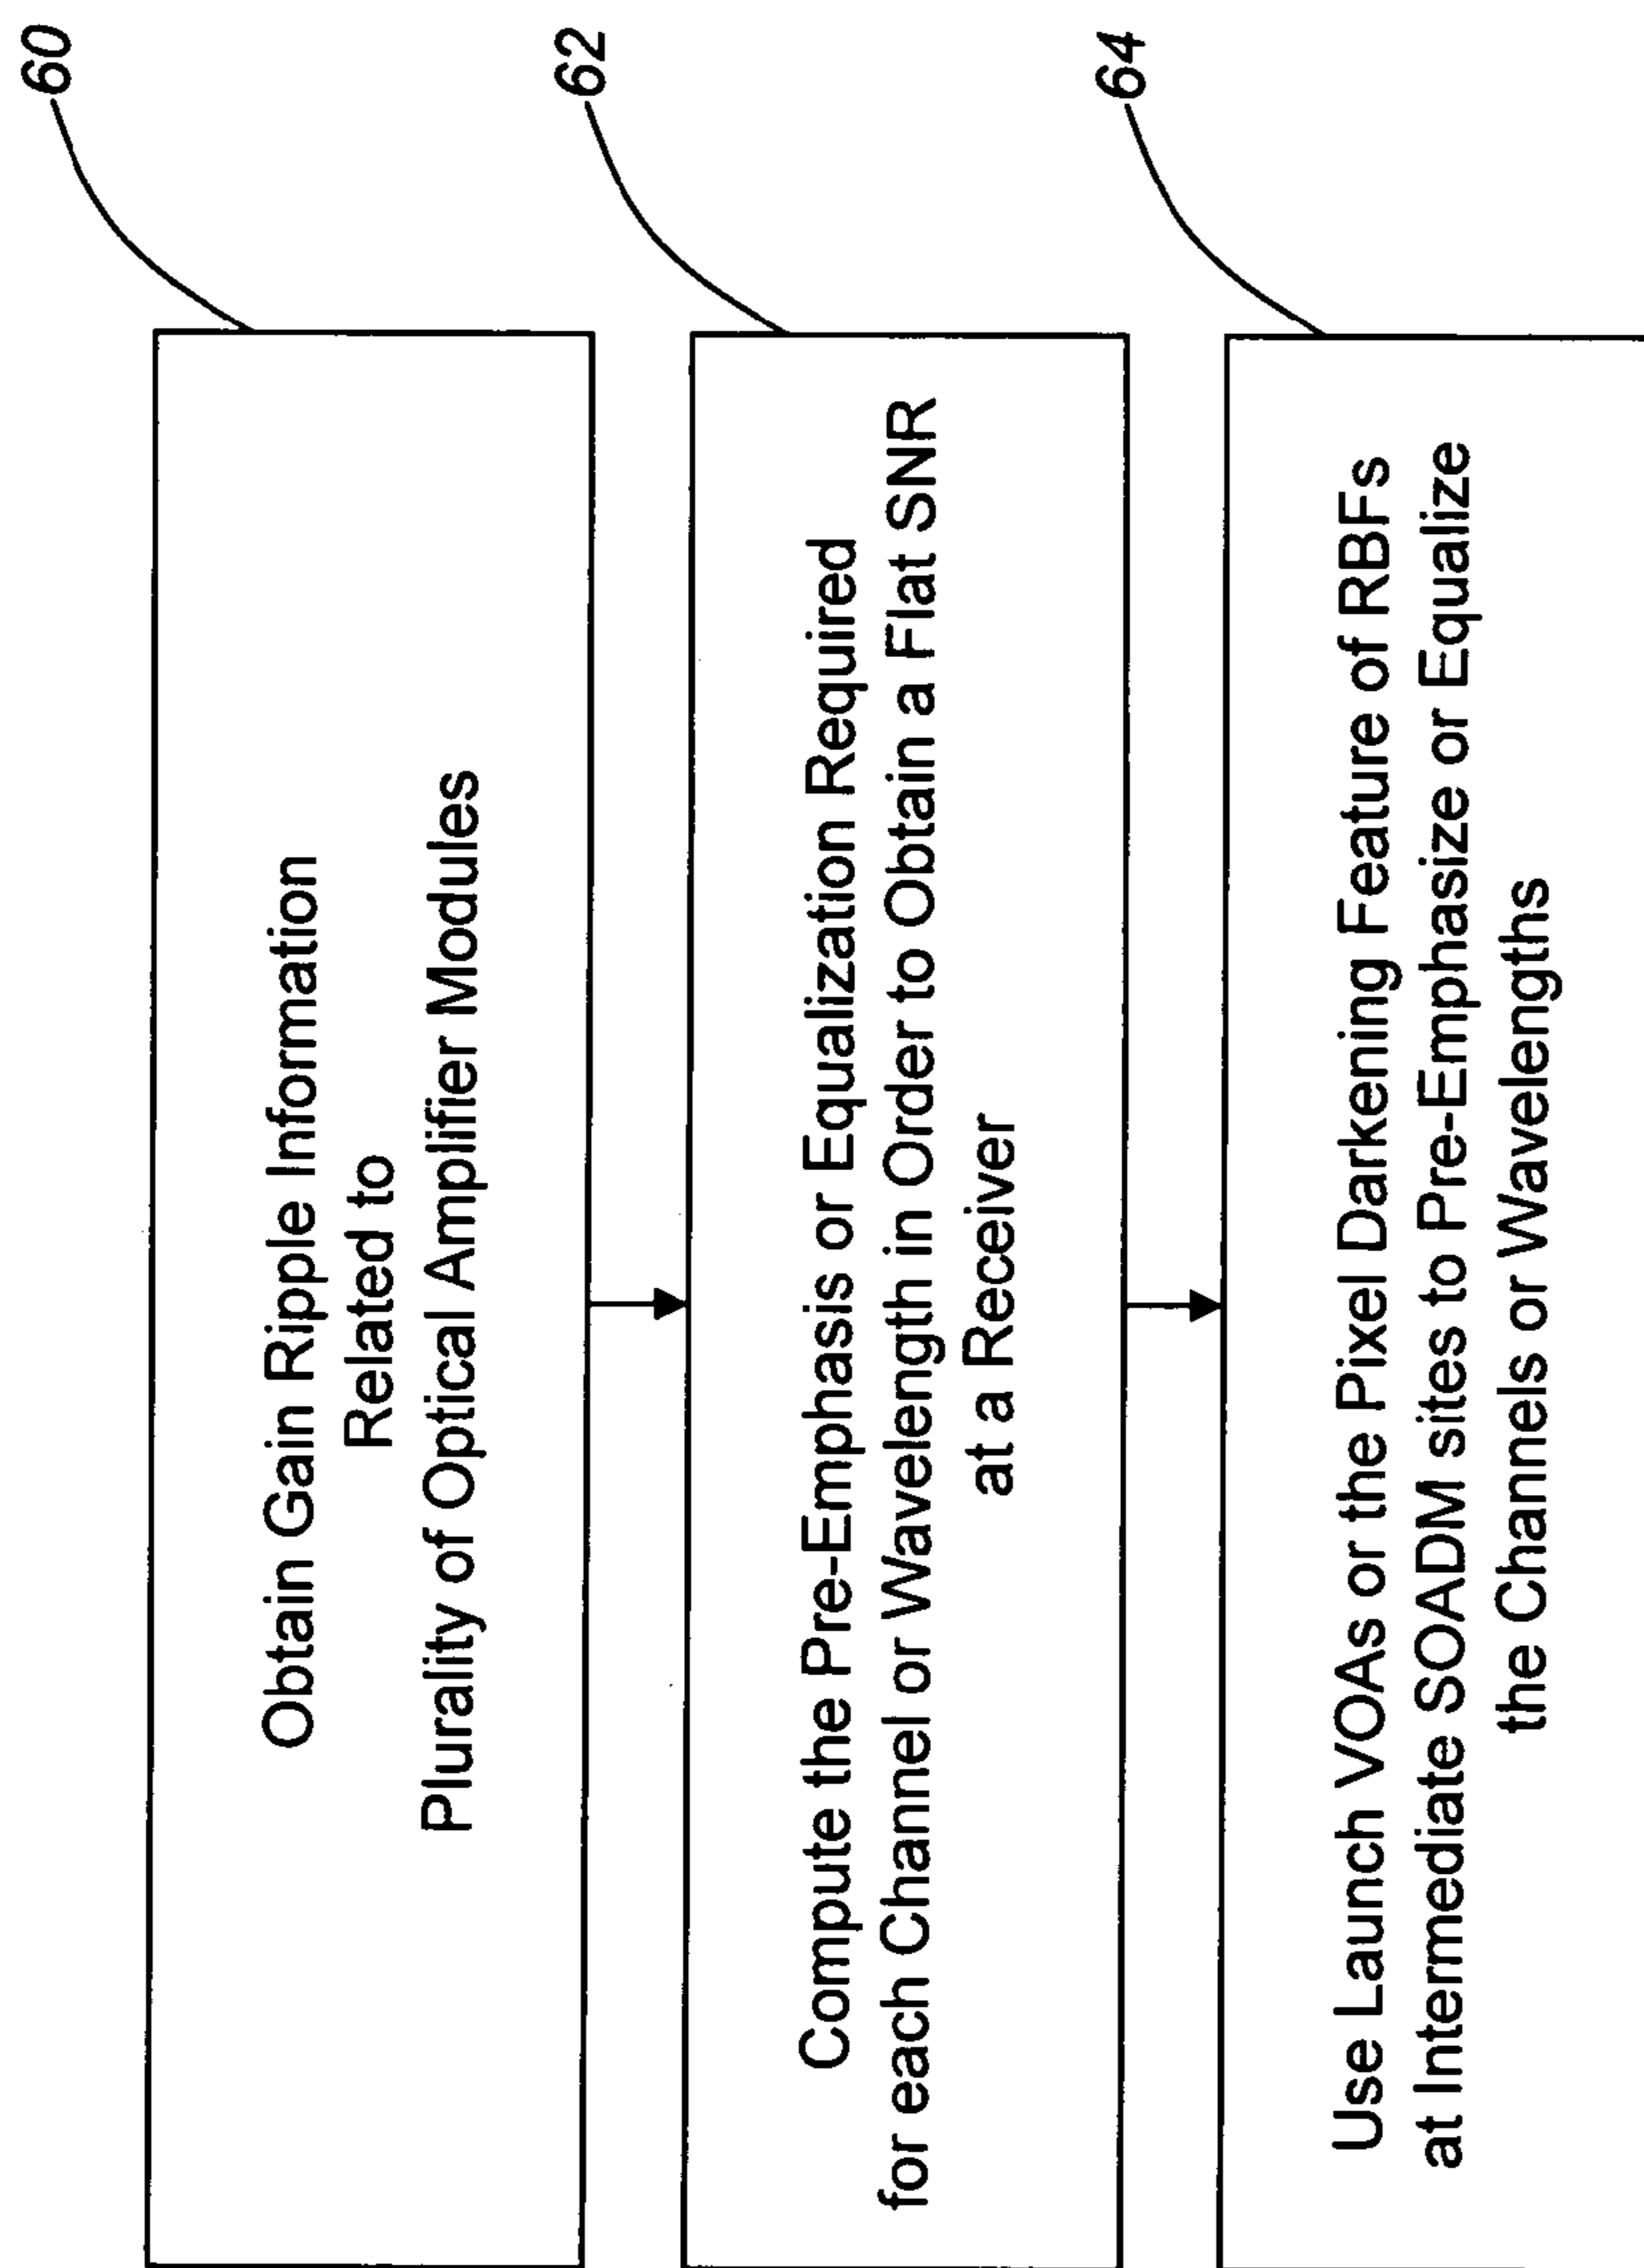 60
Obtain Gain Ripple Information
Related to
Plurality of Optical Amplifier Modules
62
Compute the Pre-Emphasis or Equalization Required
for each Channel or Wavelength in Order to Obtain a Flat SNR
at a Receiver
64
Use Launch VOAs or the Pixel Darkening Feature of RBFs
at Intermediate SOADM sites to Pre-Emphasize or Equalize
the Channels or Wavelengths